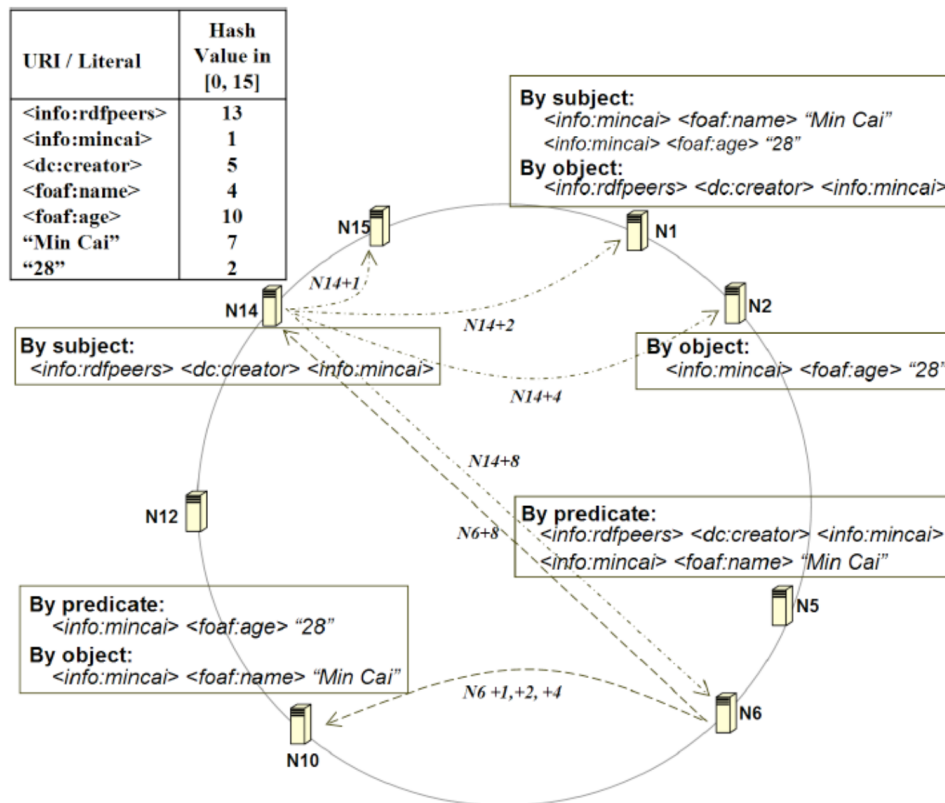 URI / Literal
Hash
Value in
[0, 15]
<info:rdfpeers> 13
<info:mincai> 1
<dc:creator> 5
<foaf:name> 4
<foaf:age> 10
“Min Cai” 7
“28” 2
By subject:
<info:mincai> <foaf:name> “Min Cai”
<info:mincai> <foaf:age> “28”
By object:
<info:rdfpeers> <dc:creator> <info:mincai>
N15
N1
N14+1
N14
N2
N14+2
By subject:
<info:rdfpeers> <dc:creator> <info:mincai>
By object:
<info:mincai> <foaf:age> “28”
N14+4
N14+8
N12
N6+8
By predicate:
<info:rdfpeers> <dc:creator> <info:mincai>
<info:mincai> <foaf:name> “Min Cai”
N5
By predicate:
<info:mincai> <foaf:age> “28”
By object:
<info:mincai> <foaf:name> “Min Cai”
N6 +1,+2, +4
N6
N10